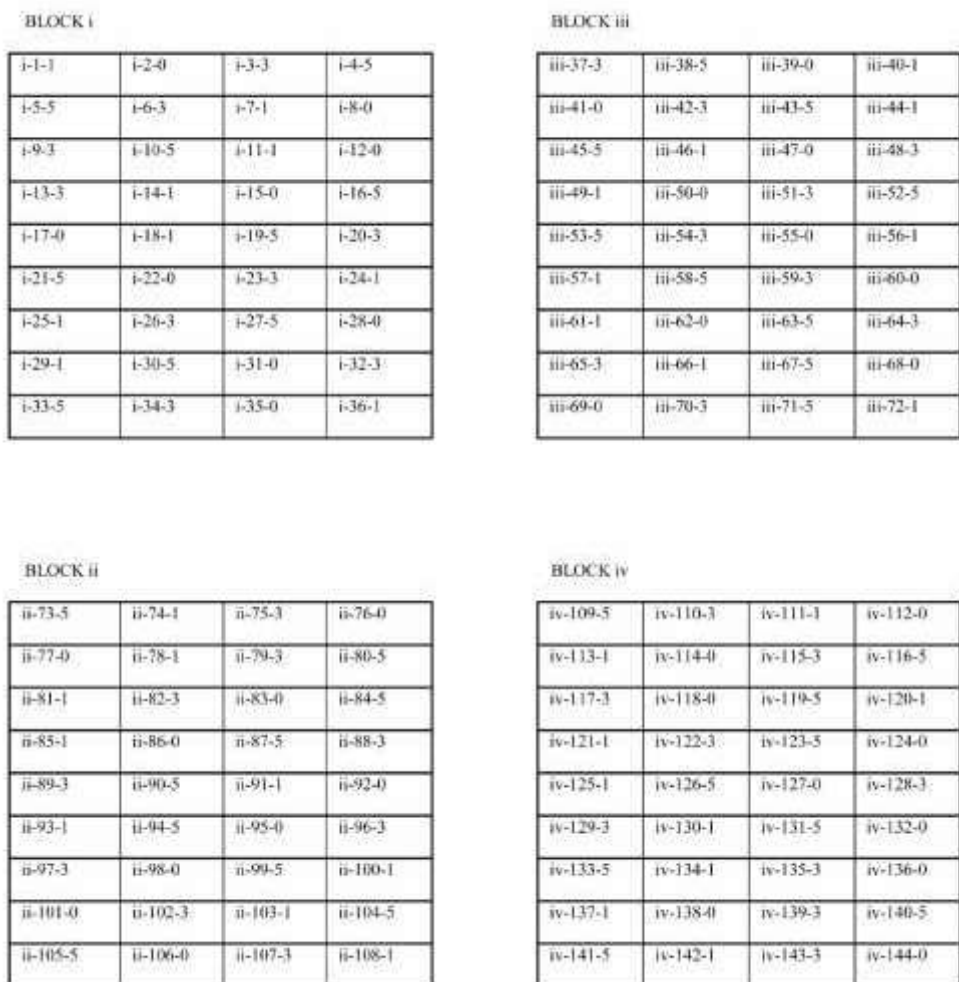 BLOCK i
i-1-1 i-2-0 i-3-3 i-4-5
i-5-5 i-6-3 i-7-1 i-8-0
i-9-3 i-10-5 i-11-1 i-12-0
i-13-3 i-14-1 i-15-0 i-16-5
i-17-0 i-18-1 i-19-5 i-20-3
i-21-5 i-22-0 i-23-3 i-24-1
i-25-1 i-26-3 i-27-5 i-28-0
i-29-1 i-30-5 i-31-0 i-32-3
i-33-5 i-34-3 i-35-0 i-36-1
BLOCK iii
iii-37-3 iii-38-5 iii-39-0 iii-40-1
iii-41-0 iii-42-3 iii-43-5 iii-44-1
iii-45-5 iii-46-1 iii-47-0 iii-48-3
iii-49-1 iii-50-0 iii-51-3 iii-52-5
iii-53-5 iii-54-3 iii-55-0 iii-56-1
iii-57-1 iii-58-5 iii-59-3 iii-60-0
iii-61-1 iii-62-0 iii-63-5 iii-64-3
iii-65-3 iii-66-1 iii-67-5 iii-68-0
iii-69-0 iii-70-3 iii-71-5 iii-72-1
BLOCK ii
ii-73-5 ii-74-1 ii-75-3 ii-76-0
ii-77-0 ii-78-1 ii-79-3 ii-80-5
ii-81-1 ii-82-3 ii-83-0 ii-84-5
ii-85-1 ii-86-0 ii-87-5 ii-88-3
ii-89-3 ii-90-5 ii-91-1 ii-92-0
ii-93-1 ii-94-5 ii-95-0 ii-96-3
ii-97-3 ii-98-0 ii-99-5 ii-100-1
ii-101-0 ii-102-3 ii-103-1 ii-104-5
ii-105-5 ii-106-0 ii-107-3 ii-108-1
BLOCK iv
iv-109-5 iv-110-3 iv-111-1 iv-112-0
iv-113-1 iv-114-0 iv-115-3 iv-116-5
iv-117-3 iv-118-0 iv-119-5 iv-120-1
iv-121-1 iv-122-3 iv-123-5 iv-124-0
iv-125-1 iv-126-5 iv-127-0 iv-128-3
iv-129-3 iv-130-1 iv-131-5 iv-132-0
iv-133-5 iv-134-1 iv-135-3 iv-136-0
iv-137-1 iv-138-0 iv-139-3 iv-140-5
iv-141-5 iv-142-1 iv-143-3 iv-144-0